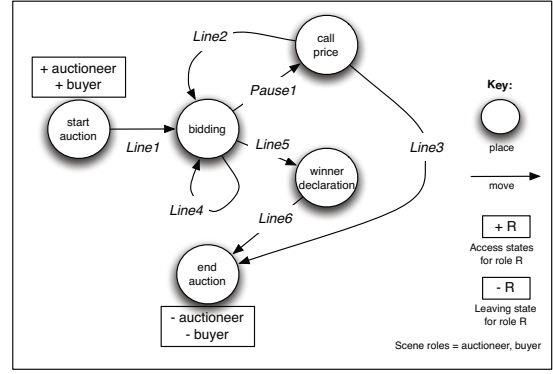 + auctioneer
+ buyer
start
auction
Line1
bidding
Line2
call
price
Pause1
Line3
Line4
Line5
winner
declaration
Line6
end
auction
- auctioneer
- buyer
Key:
place
move
+ R
Access states
for role R
- R
Leaving state
for role R
Scene roles = auctioneer, buyer